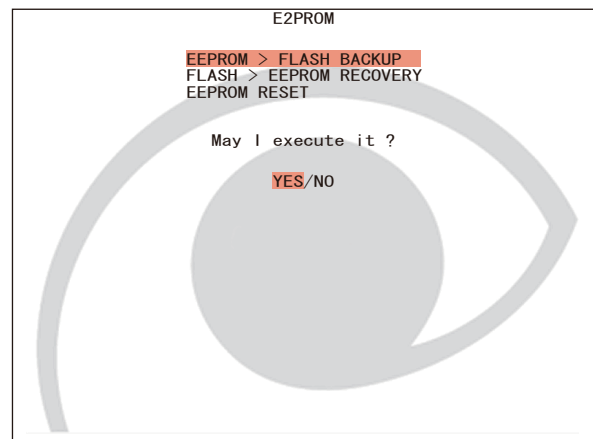 E2PROM
EEPROM > FLASH BACKUP
FLASH > EEPROM RECOVERY
EEPROM RESET
May I execute it ?
YES/NO